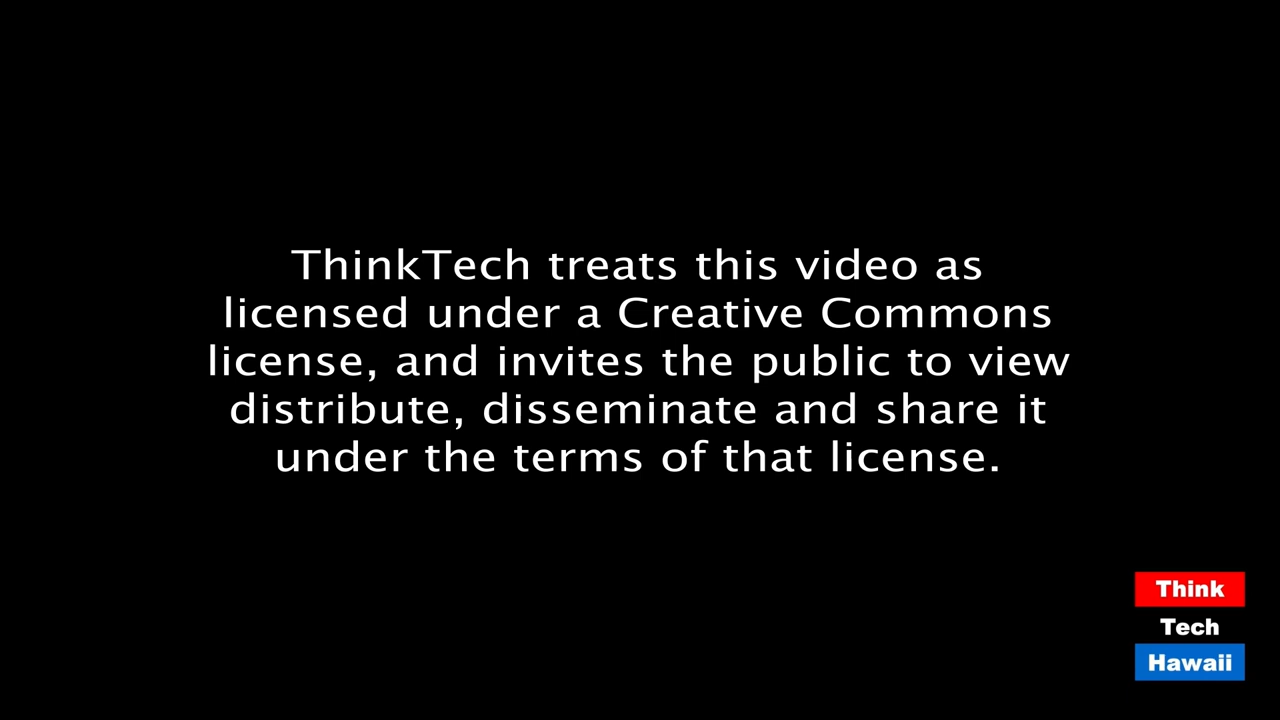 ThinkTech treats this video as
licensed under a Creative Commons
license, and invites the public to view
distribute, disseminate and share it
under the terms of that license.
Think
Tech
Hawaii